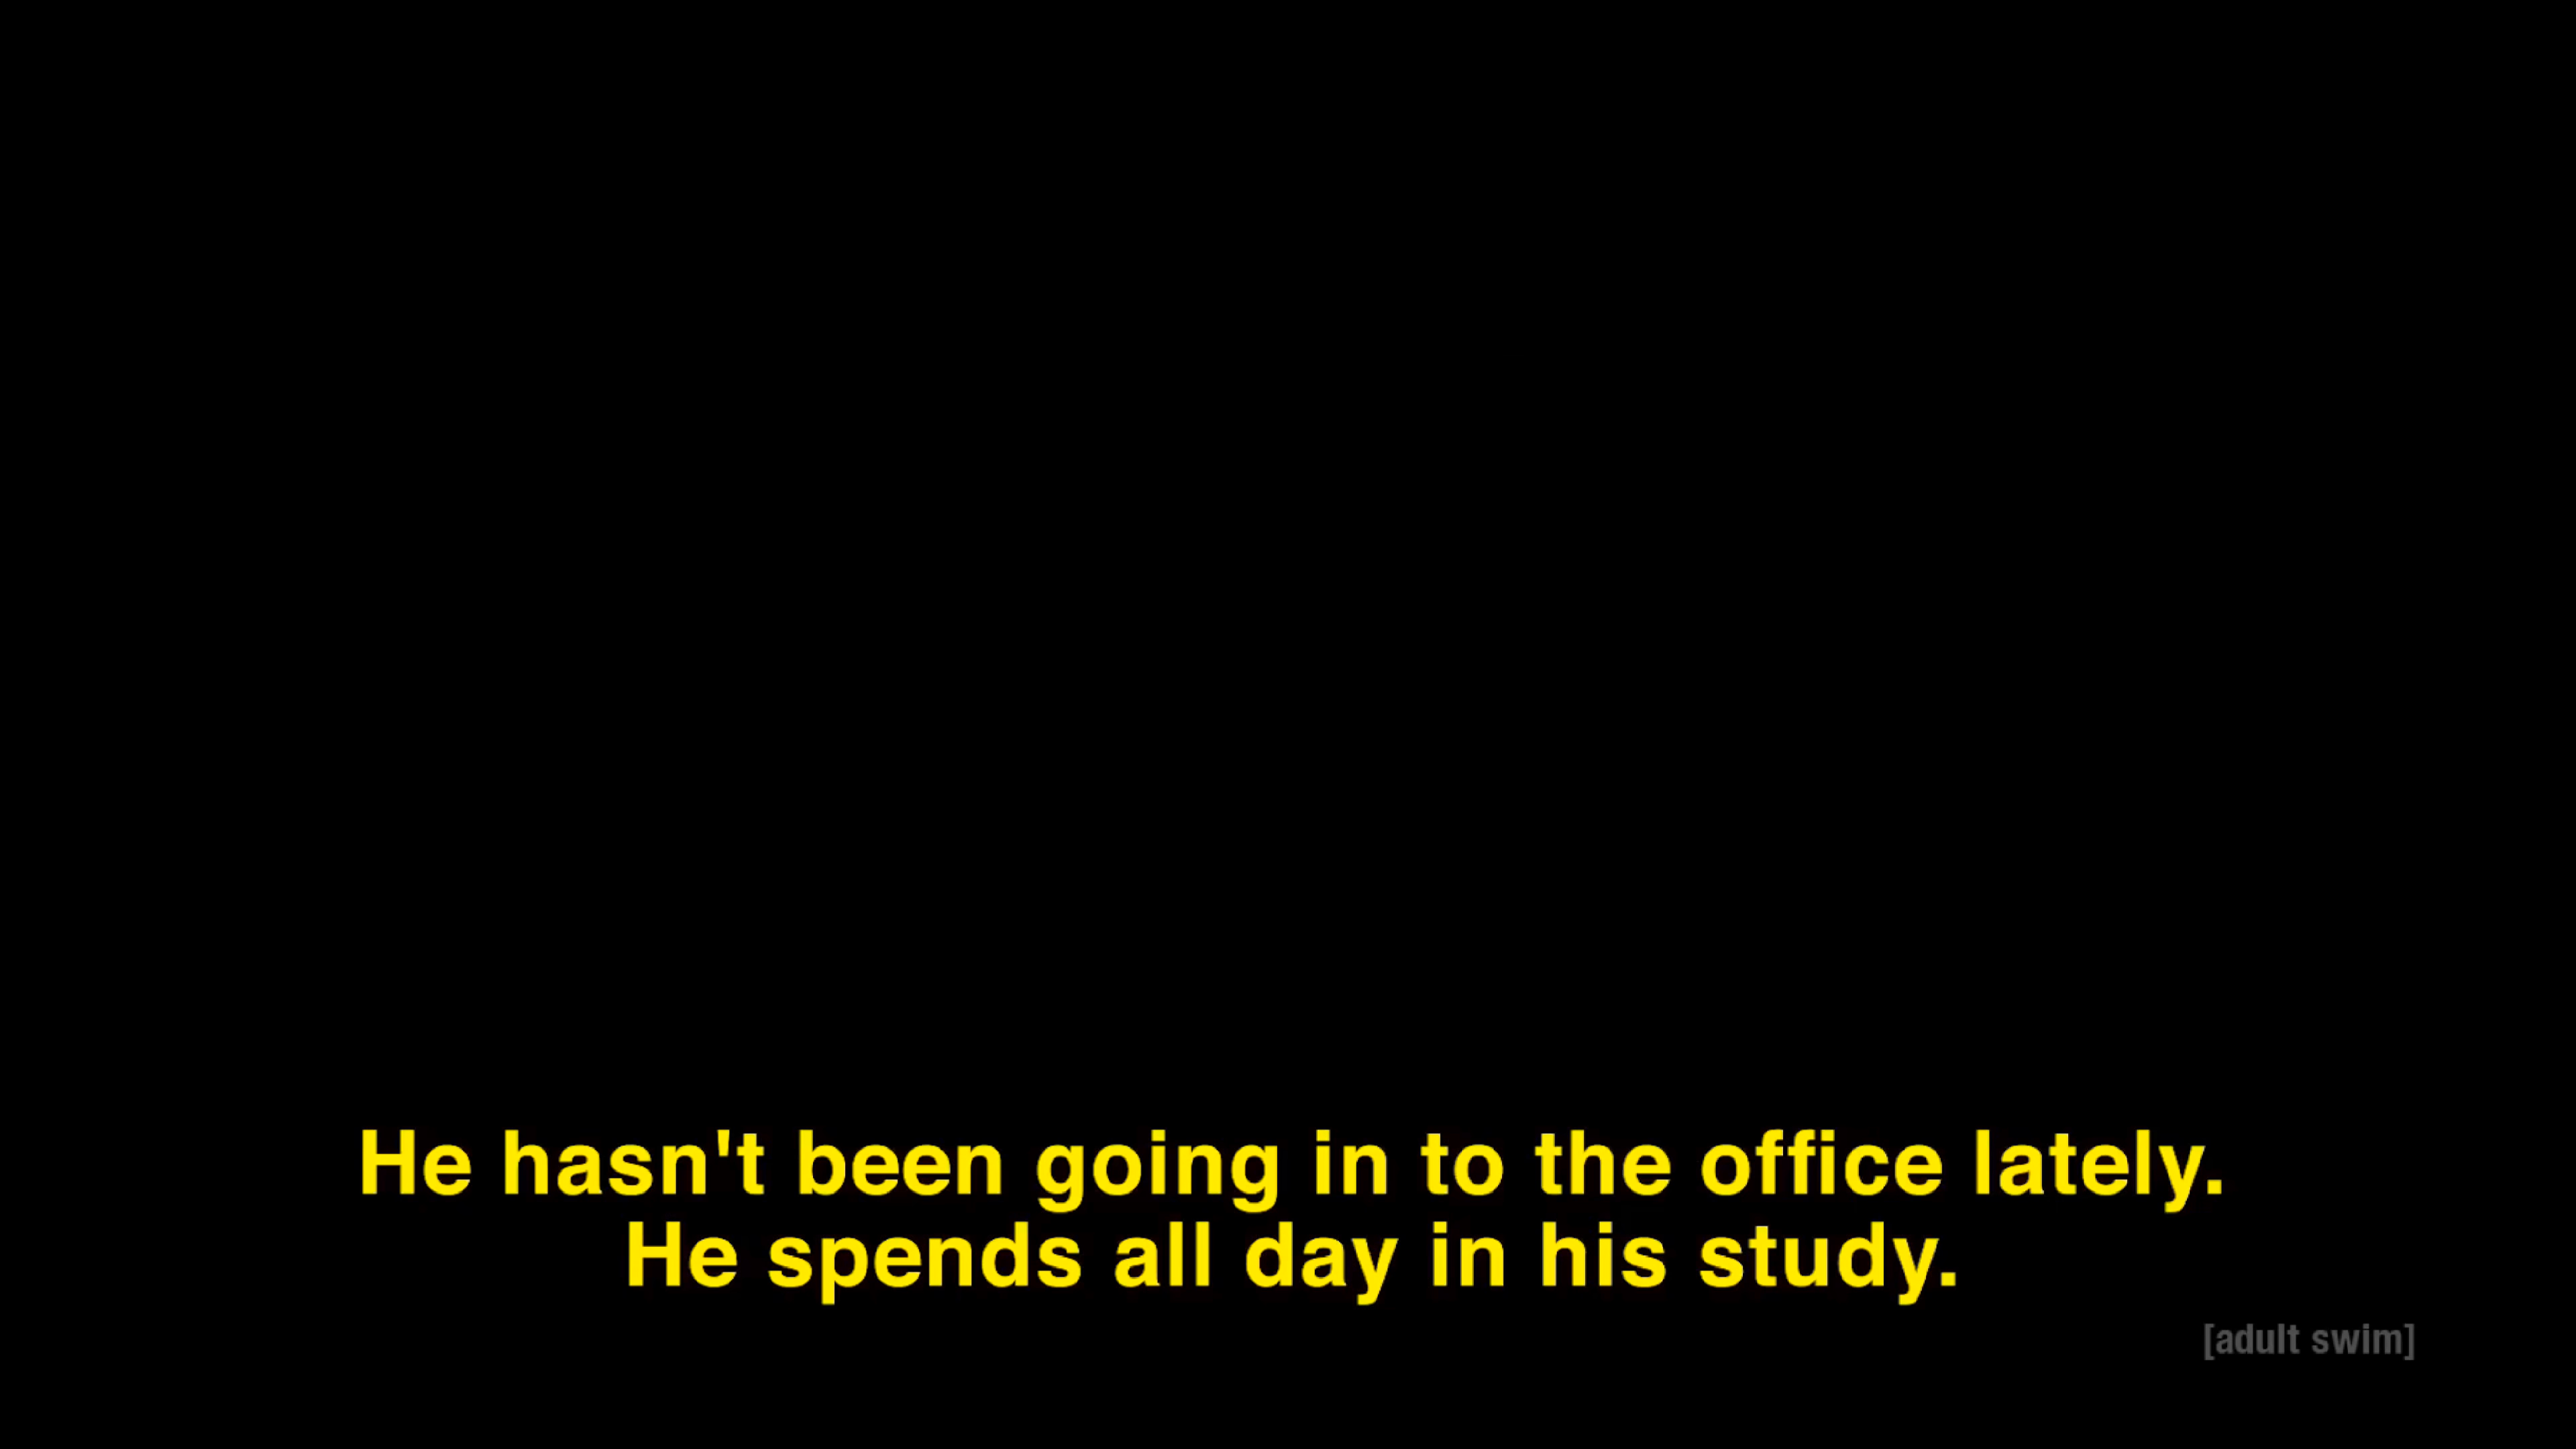 He hasn't been going in to the office lately.
He spends all day in his study.
[adult swim]